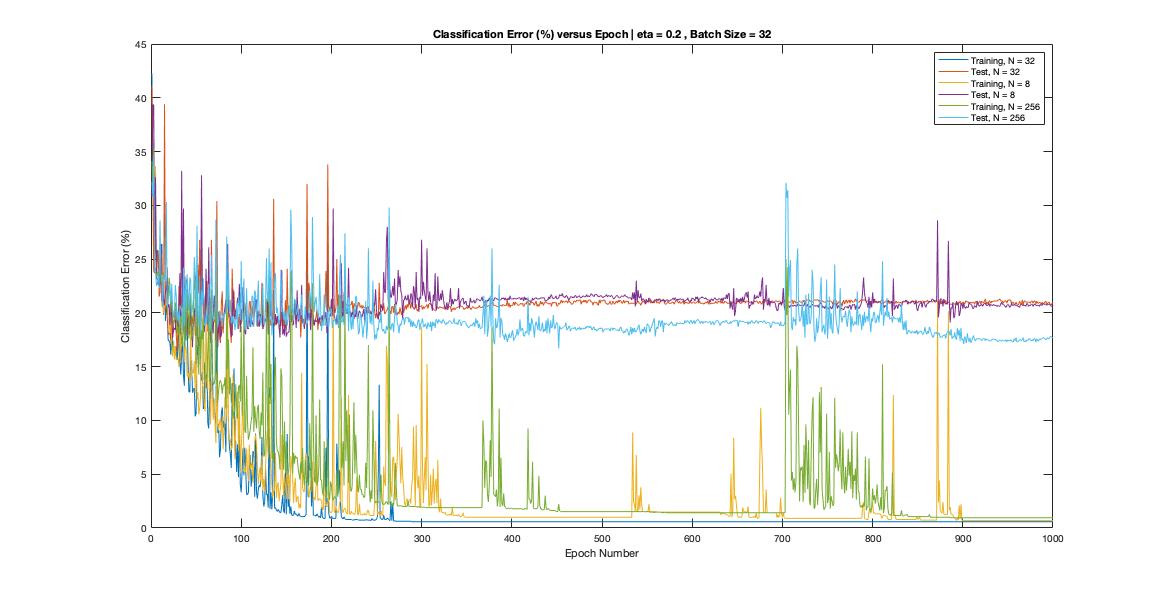 Classification Error (%) versus Epoch | eta = 0.2 , Batch Size = 32
Training, N = 32
Test, N = 32
Training, N = 8
Test, N = 8
Training, N = 256
Test, N = 256
Classification Error (%)
45
40
35
30
25
20
15
10
5
0
0 100 200 300 400 500 600 700 800 900 1000
Epoch Number